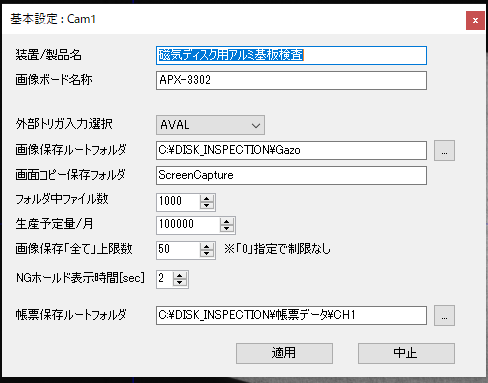 基本設定 : Cam1
x
装置/製品名 磁気ディスク用アルミ基板検査
画像ボード名称 APX-3302
外部トリガ入力選択 AVAL
画像保存ルートフォルダ C:¥DISK_INSPECTION¥Gazo ...
画面コピー保存フォルダ ScreenCapture
フォルダ中ファイル数 1000
生産予定量/月 100000
画像保存「全て」上限数 50 ※「0」指定で制限なし
NGホールド表示時間[sec] 2
帳票保存ルートフォルダ C:¥DISK_INSPECTION¥帳票データ¥CH1 ...
適用 中止